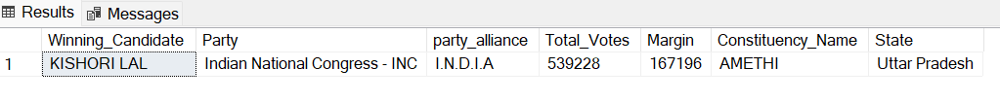 Results Messages
Winning_Candidate Party party_alliance Total_Votes Margin Constituency_Name State
1 KISHORI LAL Indian National Congress - INC I.N.D.I.A 539228 167196 AMETHI Uttar Pradesh